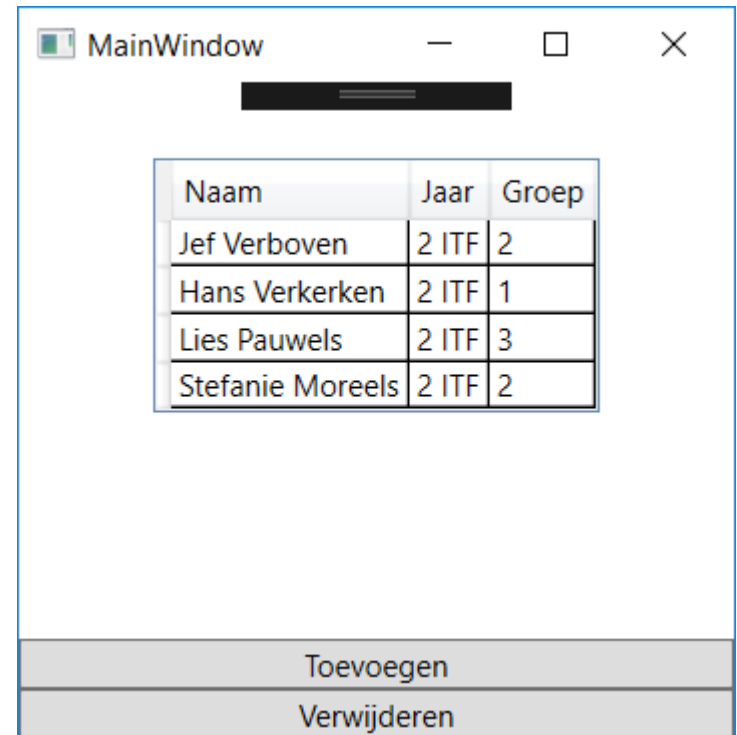 MainWindow
Naam Jaar Groep
Jef Verboven 2 ITF 2
Hans Verkerken 2 ITF 1
Lies Pauwels 2 ITF 3
Stefanie Moreels 2 ITF 2
Toevoegen
Verwijderen